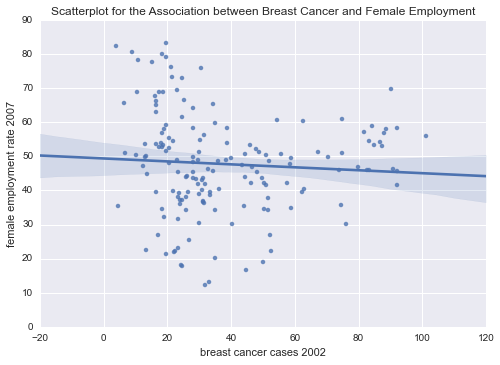 Scatterplot for the Association between Breast Cancer and Female Employment
90
80
70
60
50
40
30
20
10
0
female employment rate 2007
−20 0 20 40 60 80 100 120
breast cancer cases 2002